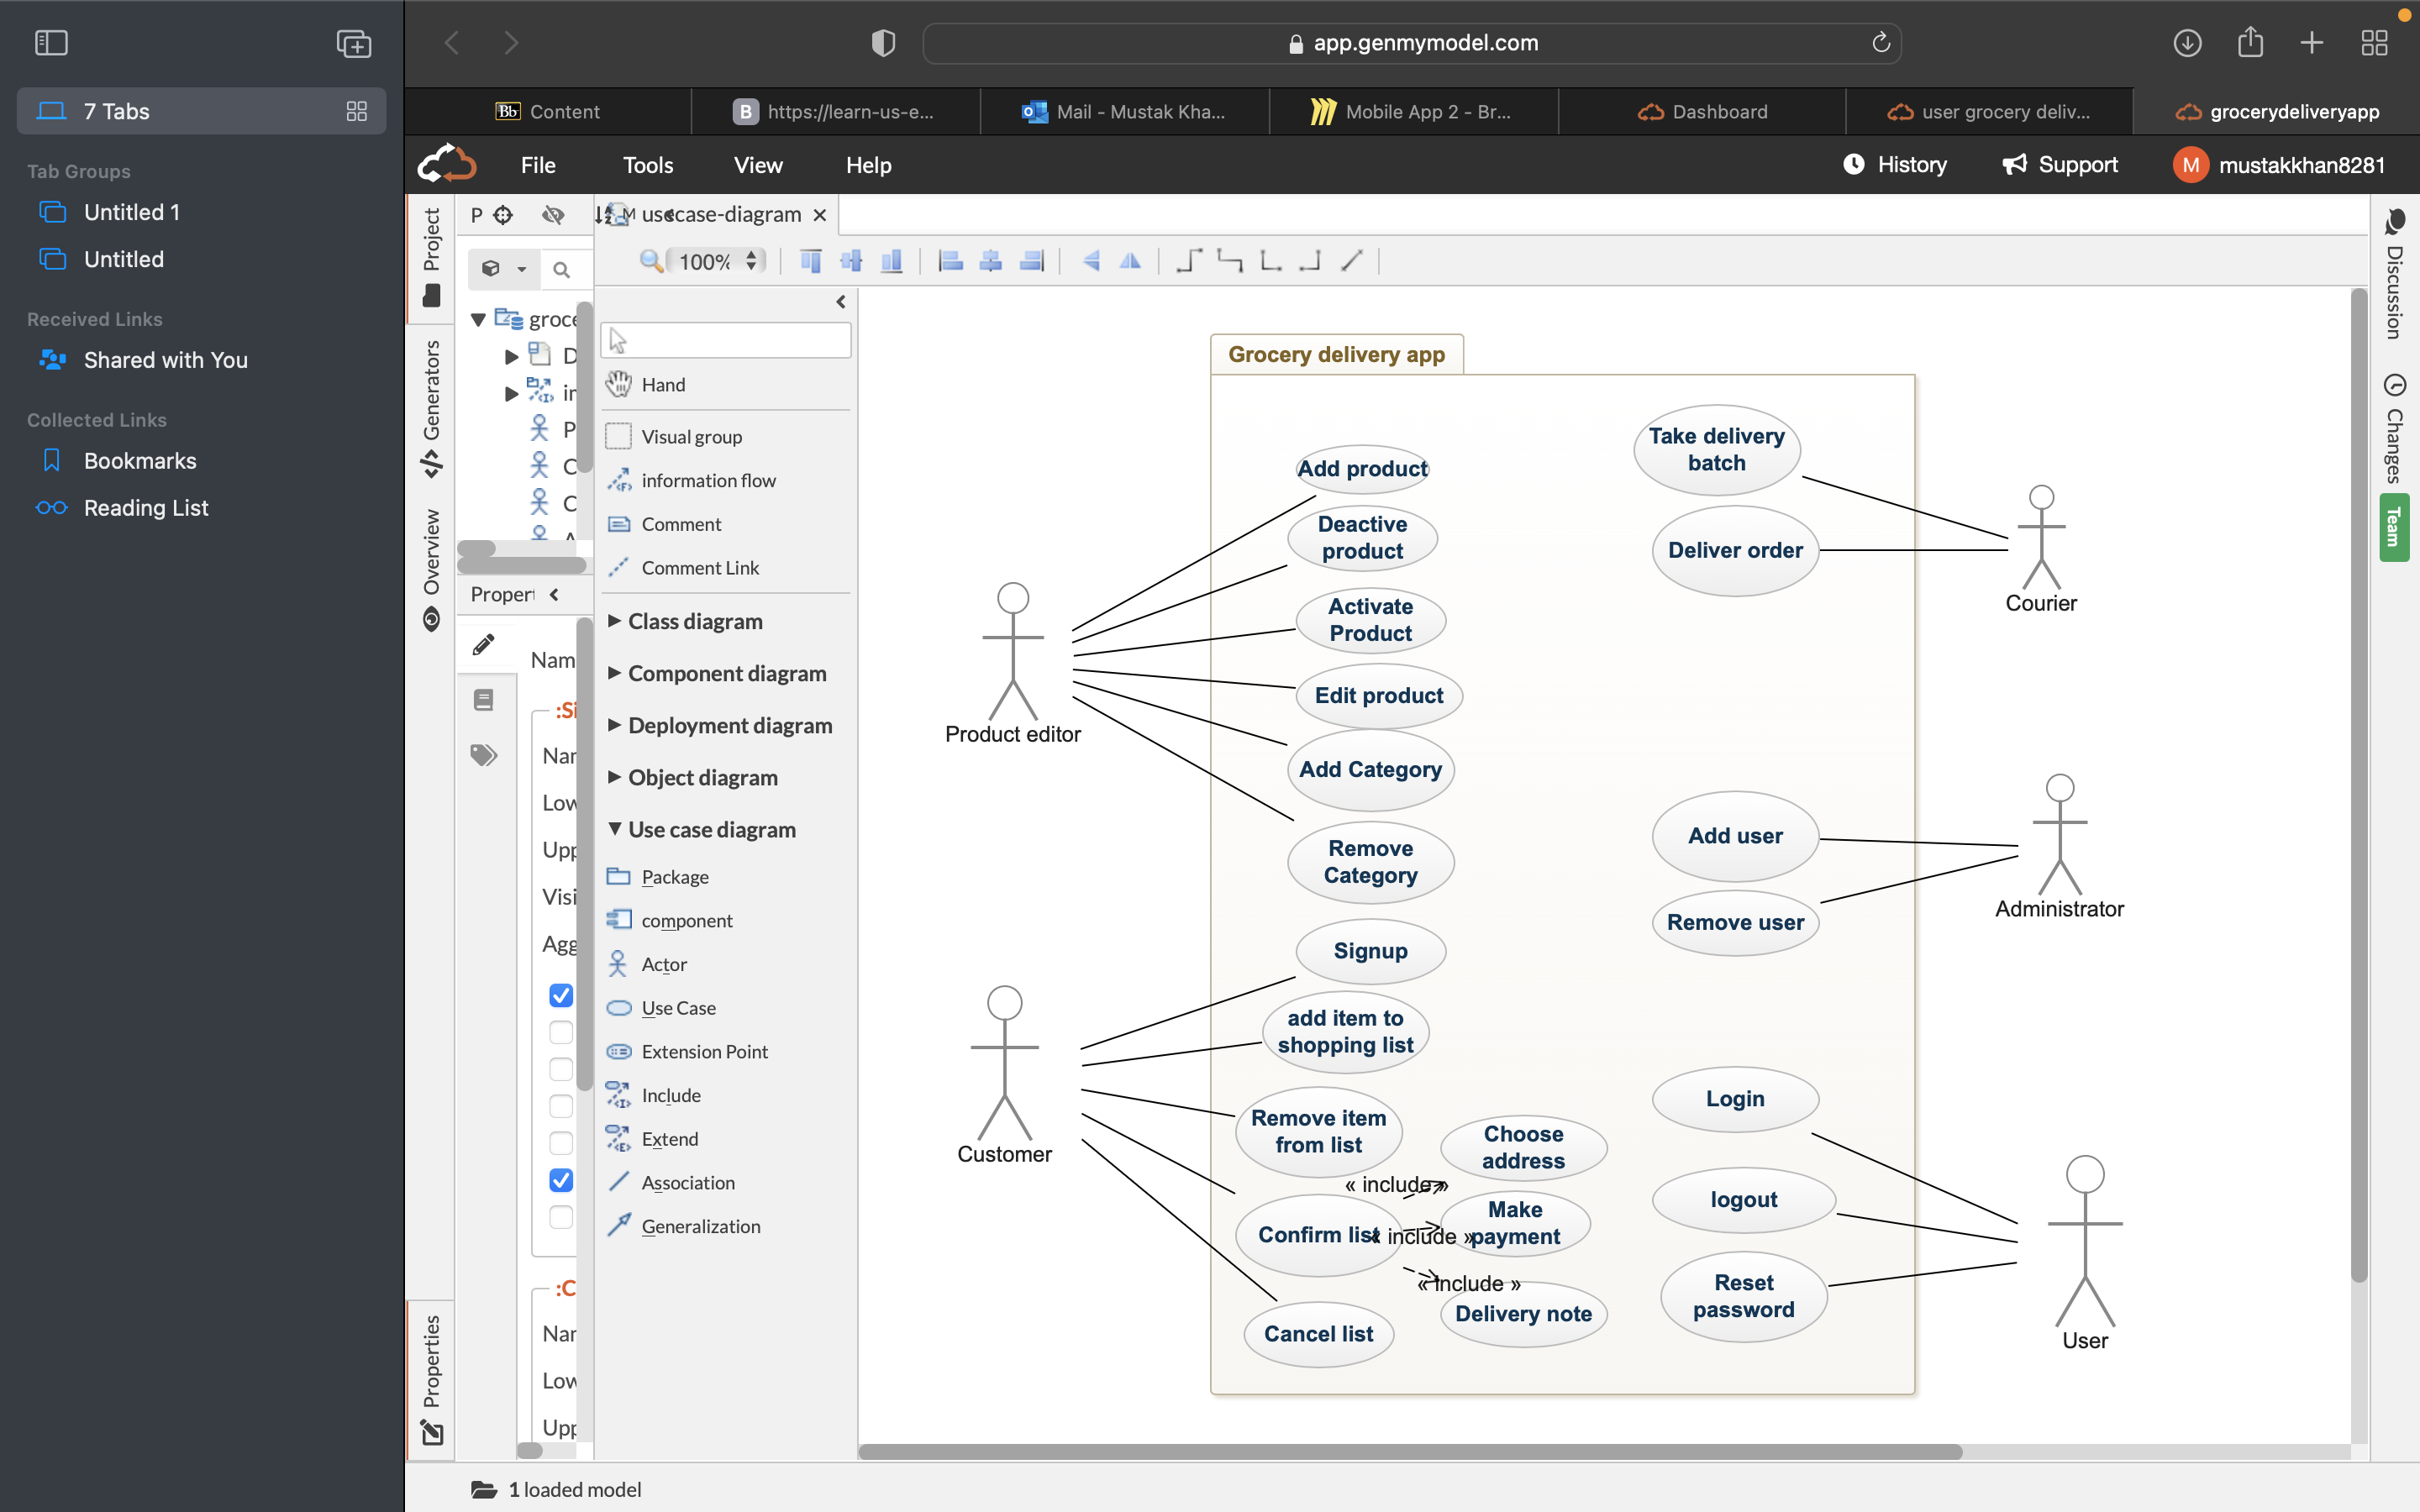 app.genmymodel.com
7 Tabs
Tab Groups
Untitled 1
Untitled
Received Links
Shared with You
Collected Links
Bookmarks
Reading List
Bb Content
B https://learn-us-e...
Mail - Mustak Kha...
Mobile App 2 - Br...
Dashboard
user grocery deliv...
grocerydeliveryapp
File
Tools
View
Help
History
Support
M mustakkhan8281
Project
Generators
Overview
Properties
P
groce
D
in
P
C
C
A
Proper
Nam
:Si
Nar
Low
Upp
Visi
Agg
:C
Nar
Low
Upp
usecase-diagram
100%
Hand
Visual group
information flow
Comment
Comment Link
Class diagram
Component diagram
Deployment diagram
Object diagram
Use case diagram
Package
component
Actor
Use Case
Extension Point
Include
Extend
Association
Generalization
Grocery delivery app
Add product
Deactive
product
Activate
Product
Edit product
Add Category
Remove
Category
Signup
add item to
shopping list
Remove item
from list
Confirm list
Cancel list
Choose
address
« include »
Make
payment
« include »
« include »
Delivery note
Take delivery
batch
Deliver order
Add user
Remove user
Login
logout
Reset
password
Product editor
Customer
Courier
Administrator
User
Discussion
Changes
Team
1 loaded model